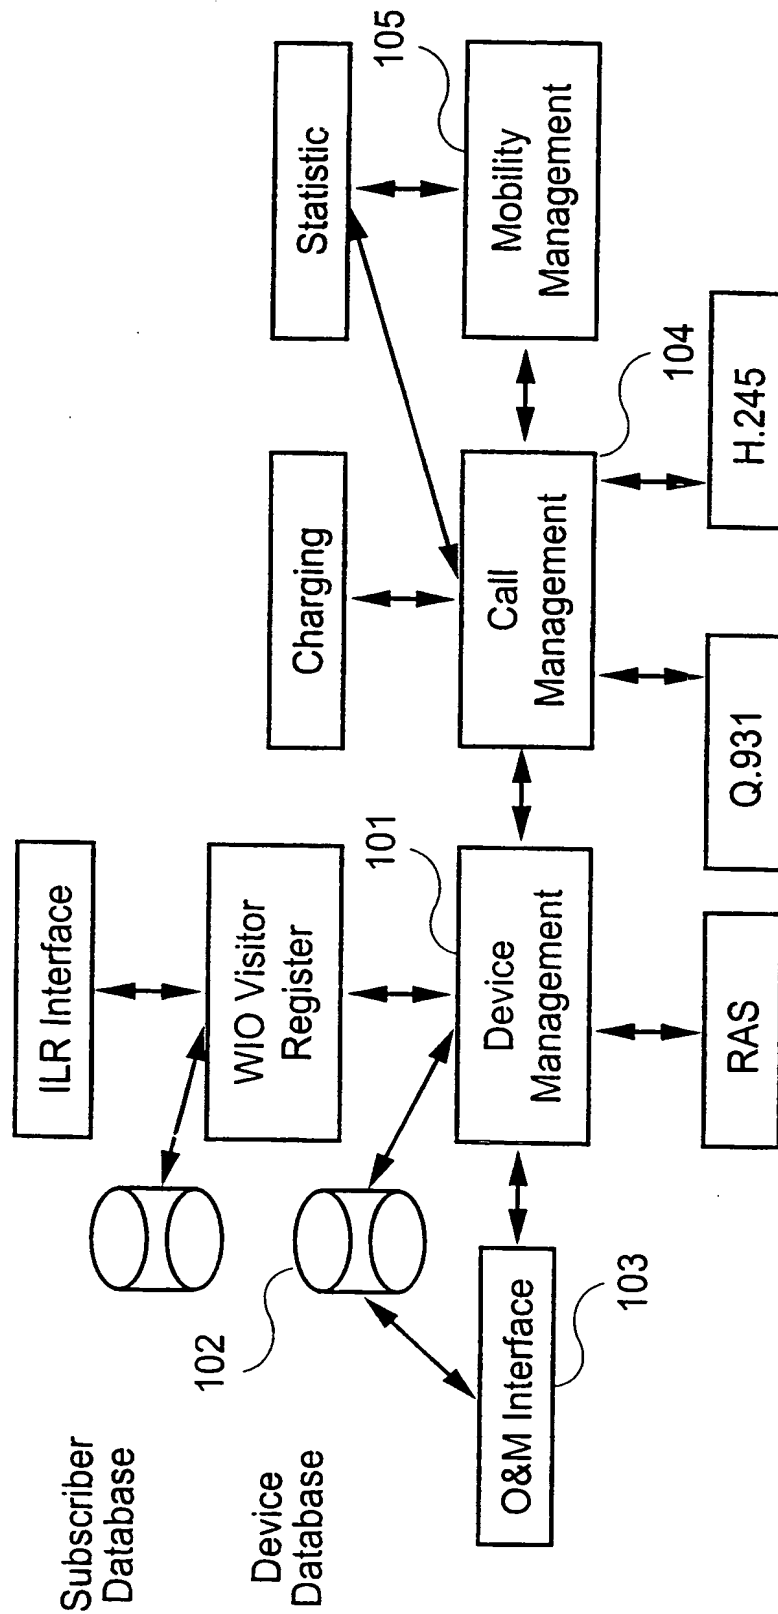 Subscriber
Database
ILR Interface
Device
Database
102
WIO Visitor
Register
Charging
Statistic
101
105
O&M Interface
103
Device
Management
Call
Management
104
Mobility
Management
RAS
Q.931
H.245